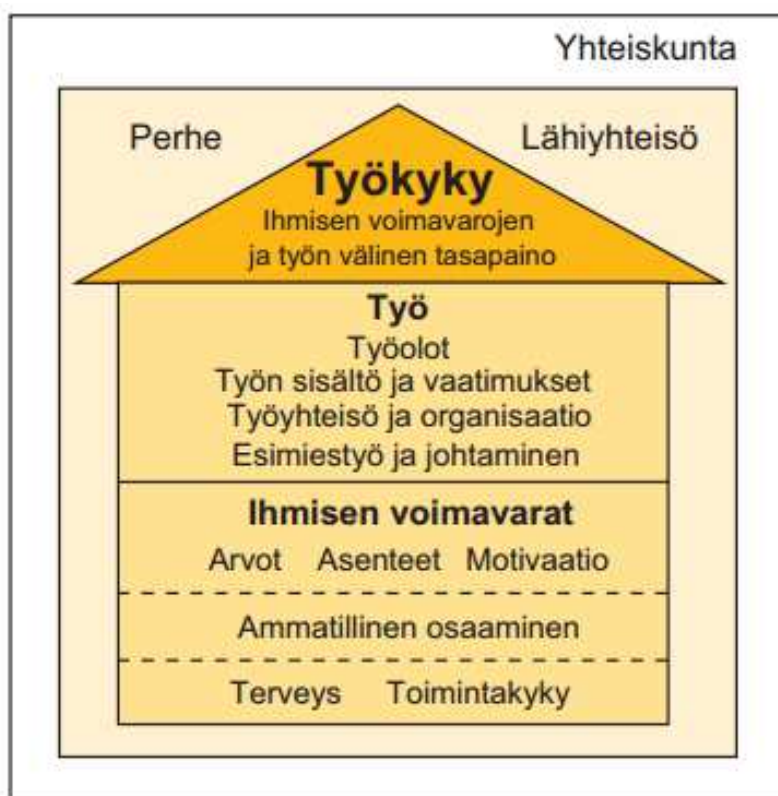 Yhteiskunta
Perhe Lähiyhteisö
Työkyky
Ihmisen voimavarojen
ja työn välinen tasapaino
Työ
Työolot
Työn sisältö ja vaatimukset
Työyhteisö ja organisaatio
Esimiestyö ja johtaminen
Ihmisen voimavarat
Arvot Asenteet Motivaatio
Ammatillinen osaaminen
Terveys Toimintakyky